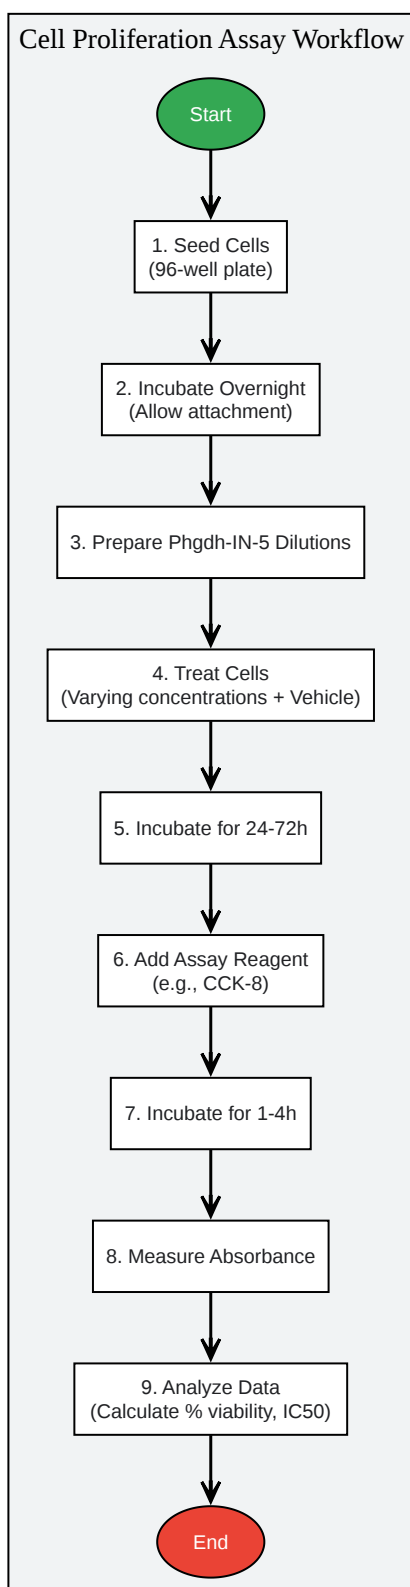 Cell Proliferation Assay Workflow
Start
1. Seed Cells
(96-well plate)
2. Incubate Overnight
(Allow attachment)
3. Prepare Phgdh-IN-5 Dilutions
4. Treat Cells
(Varying concentrations + Vehicle)
5. Incubate for 24-72h
6. Add Assay Reagent
(e.g., CCK-8)
7. Incubate for 1-4h
8. Measure Absorbance
9. Analyze Data
(Calculate % viability, IC50)
End